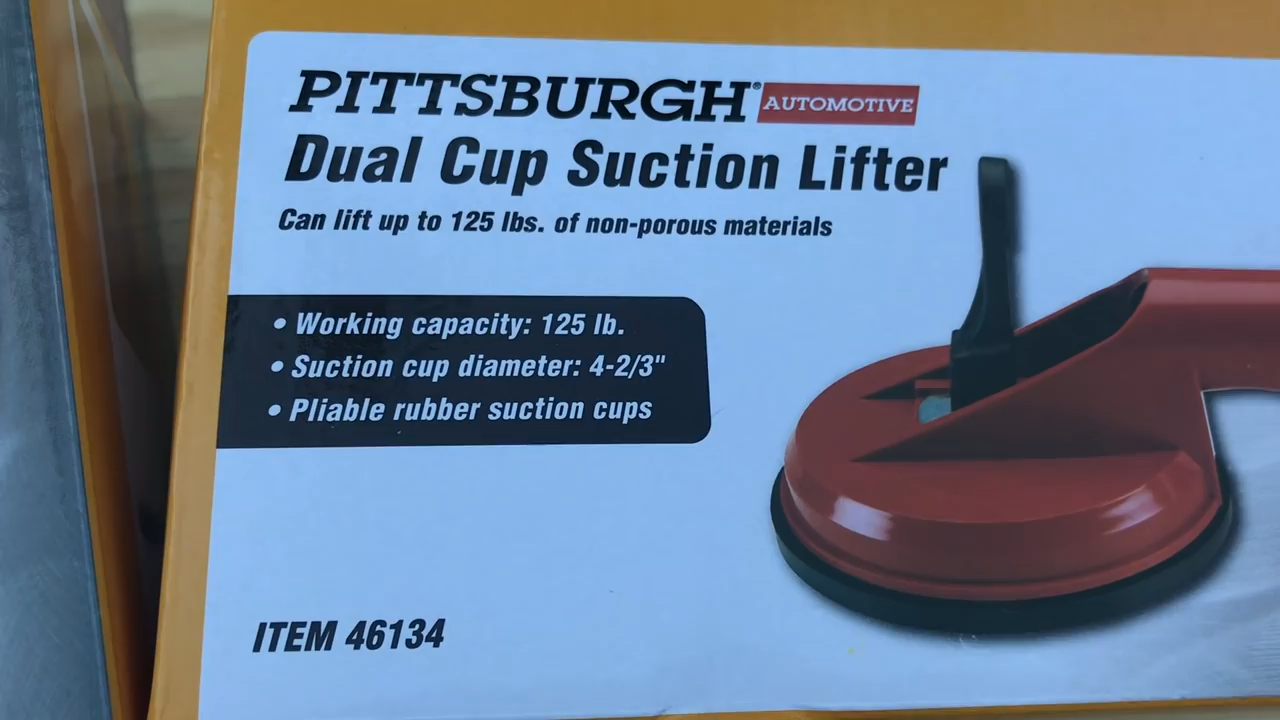 PITTSBURGH® AUTOMOTIVE
Dual Cup Suction Lifter
Can lift up to 125 lbs. of non-porous materials
• Working capacity: 125 lb.
• Suction cup diameter: 4-2/3"
• Pliable rubber suction cups
ITEM 46134